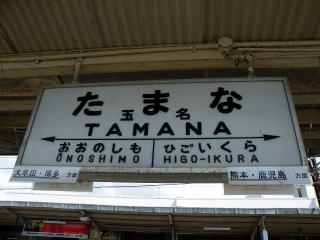 たまな
玉名
TAMANA
おおのしも ひごいくら
ŌNOSHIMO HIGO-IKURA
大牟田・博多 方面 熊本・鹿児島 方面